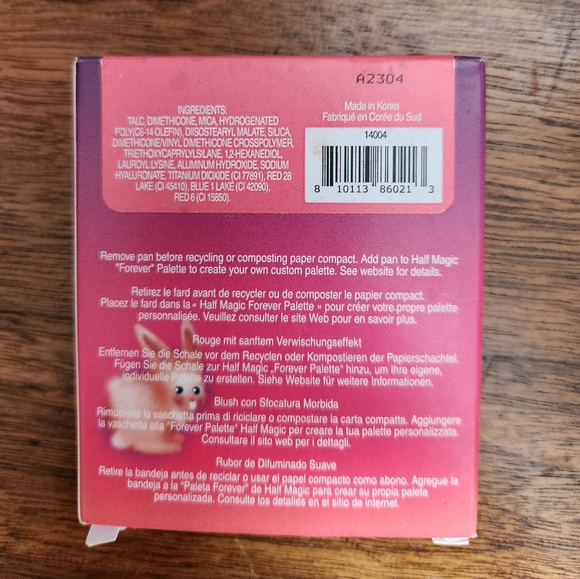 A2304
INGREDIENTS:
TALC, DIMETHICONE, MICA, HYDROGENATED
POLY(C6-14 OLEFIN), DIISOSTEARYL MALATE, SILICA,
DIMETHICONE/VINYL DIMETHICONE CROSSPOLYMER,
TRIETHOXYCAPRYLYLSILANE, 1,2-HEXANEDIOL,
LAUROYL LYSINE, ALUMINUM HYDROXIDE, SODIUM
HYALURONATE, TITANIUM DIOXIDE (CI 77891), RED 28
LAKE (CI 45410), BLUE 1 LAKE (CI 42090),
RED 6 (CI 15850).
Made in Korea
Fabriqué en Corée du Sud
14004
8 10113 86021 3
Remove pan before recycling or composting paper compact. Add pan to Half Magic
"Forever" Palette to create your own custom palette. See website for details.
Retirez le fard avant de recycler ou de composter le papier compact.
Placez le fard dans la « Half Magic Forever Palette » pour créer votre propre palette
personnalisée. Veuillez consulter le site Web pour en savoir plus.
Rouge mit sanftem Verwischungseffekt
Entfernen Sie die Schale vor dem Recyceln oder Kompostieren der Papierschachtel.
Fügen Sie die Schale zur Half Magic „Forever Palette" hinzu, um Ihre eigene,
individuelle Palette zu erstellen. Siehe Website für weitere Informationen.
Blush con Sfocatura Morbida
Rimuovere la vaschetta prima di riciclare o compostare la carta compatta. Aggiungere
la vaschetta alla "Forever Palette" Half Magic per creare la tua palette personalizzata.
Consultare il sito web per i dettagli.
Rubor de Difuminado Suave
Retire la bandeja antes de reciclar o usar el papel compacto como abono. Agregue la
bandeja a la "Paleta Forever" de Half Magic para crear su propia paleta
personalizada. Consulte los detalles en el sitio de internet.